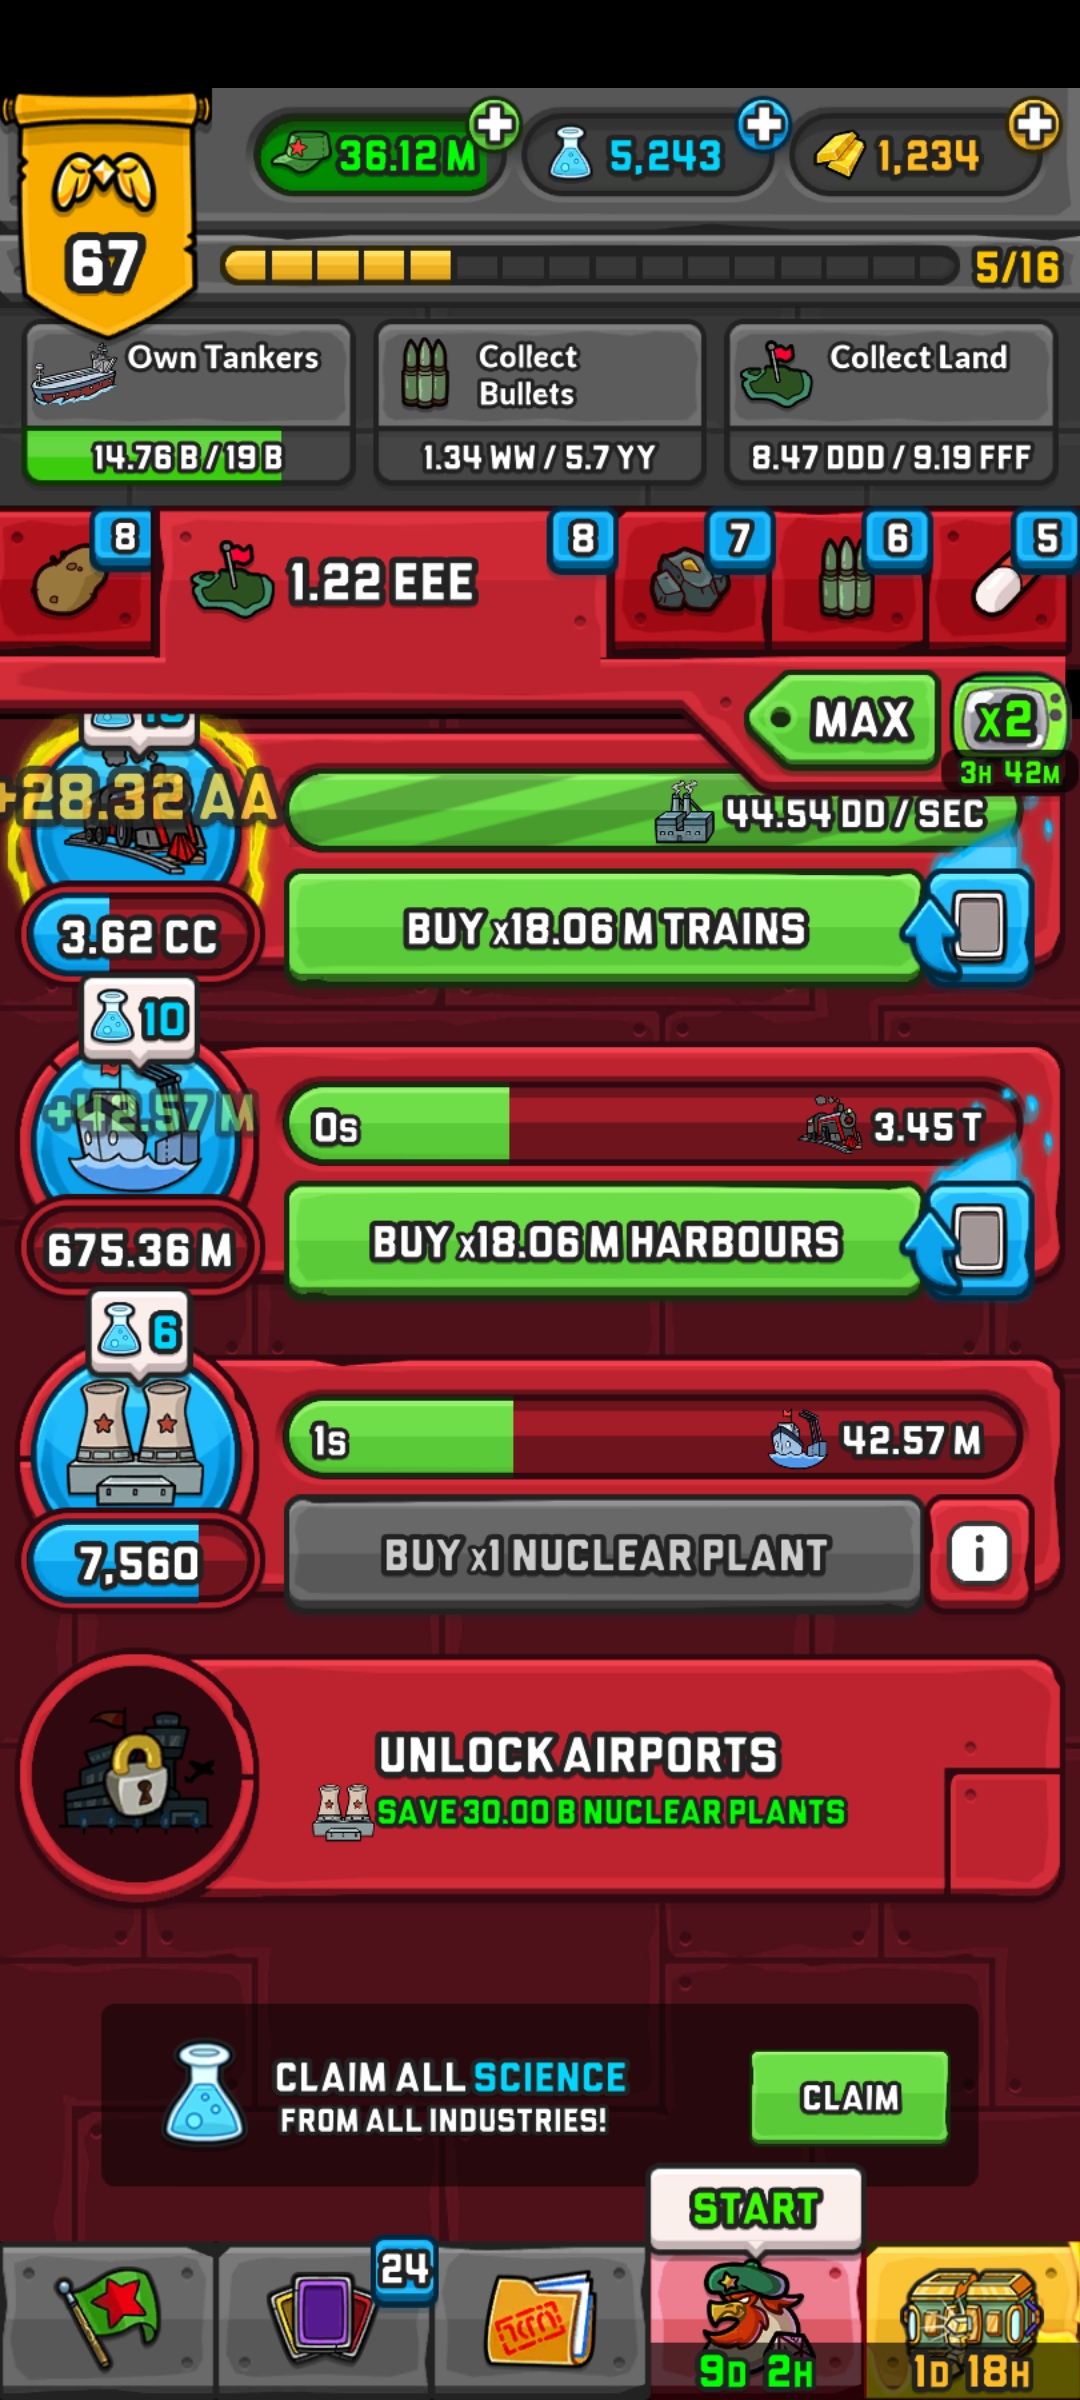 36.12 M
5,243
1,234
67
5/16
Own Tankers
14.76 B / 19 B
Collect
Bullets
1.34 WW / 5.7 YY
Collect Land
8.47 DDD / 9.19 FFF
8
1.22 EEE
8
7
6
5
MAX
x2
3H 42M
+28.32 AA
44.54 DD / SEC
3.62 CC
BUY x18.06 M TRAINS
10
+42.57 M
0s
3.45 T
675.36 M
BUY x18.06 M HARBOURS
6
1s
42.57 M
7,560
BUY x1 NUCLEAR PLANT
i
UNLOCK AIRPORTS
SAVE 30.00 B NUCLEAR PLANTS
CLAIM ALL SCIENCE
FROM ALL INDUSTRIES!
CLAIM
START
24
9D 2H
1D 18H